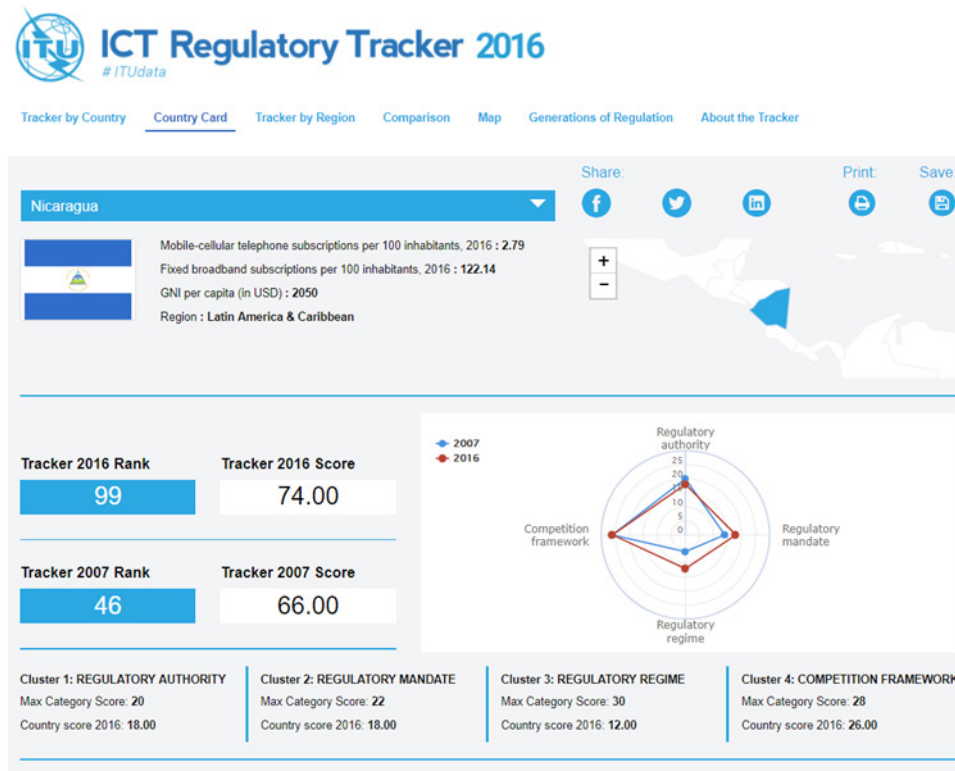 ITU
ICT Regulatory Tracker 2016
# ITUdata
Tracker by Country Country Card Tracker by Region Comparison Map Generations of Regulation About the Tracker
Share: Print: Save:
Nicaragua
f in
Mobile-cellular telephone subscriptions per 100 inhabitants, 2016 : 2.79
Fixed broadband subscriptions per 100 inhabitants, 2016 : 122.14
GNI per capita (in USD) : 2050
Region : Latin America & Caribbean
+
−
2007
2016
Regulatory
authority
25
20
15
10
5
0
Competition
framework
Regulatory
mandate
Regulatory
regime
Tracker 2016 Rank Tracker 2016 Score
99 74.00
Tracker 2007 Rank Tracker 2007 Score
46 66.00
Cluster 1: REGULATORY AUTHORITY
Max Category Score: 20
Country score 2016: 18.00
Cluster 2: REGULATORY MANDATE
Max Category Score: 22
Country score 2016: 18.00
Cluster 3: REGULATORY REGIME
Max Category Score: 30
Country score 2016: 12.00
Cluster 4: COMPETITION FRAMEWORK
Max Category Score: 28
Country score 2016: 26.00